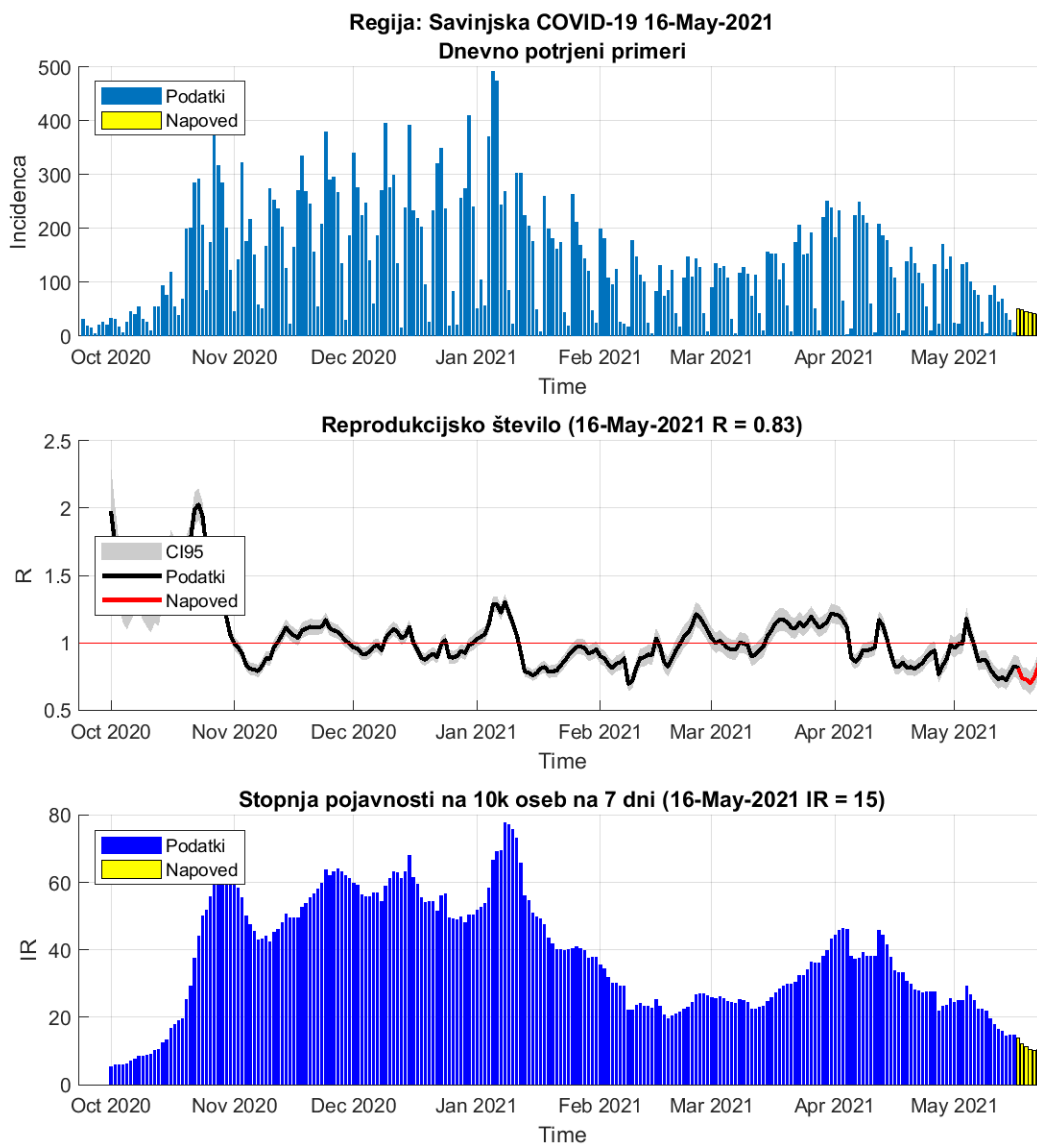 Regija: Savinjska COVID-19 16-May-2021
Dnevno potrjeni primeri
500
400
300
200
100
0
Incidenca
Podatki
Napoved
Oct 2020 Nov 2020 Dec 2020 Jan 2021 Feb 2021 Mar 2021 Apr 2021 May 2021
Time
Reprodukcijsko število (16-May-2021 R = 0.83)
2.5
2
1.5
1
0.5
R
CI95
Podatki
Napoved
Oct 2020 Nov 2020 Dec 2020 Jan 2021 Feb 2021 Mar 2021 Apr 2021 May 2021
Time
Stopnja pojavnosti na 10k oseb na 7 dni (16-May-2021 IR = 15)
80
60
40
20
0
IR
Podatki
Napoved
Oct 2020 Nov 2020 Dec 2020 Jan 2021 Feb 2021 Mar 2021 Apr 2021 May 2021
Time